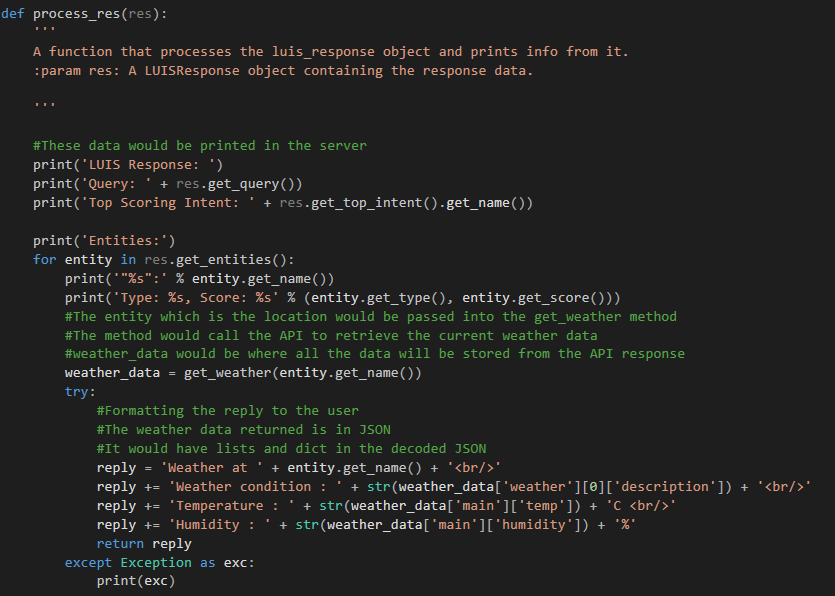 def process_res(res):
    '''
    A function that processes the luis_response object and prints info from it.
    :param res: A LUISResponse object containing the response data.

    '''

    #These data would be printed in the server
    print('LUIS Response: ')
    print('Query: ' + res.get_query())
    print('Top Scoring Intent: ' + res.get_top_intent().get_name())

    print('Entities:')
    for entity in res.get_entities():
        print('"%s":' % entity.get_name())
        print('Type: %s, Score: %s' % (entity.get_type(), entity.get_score()))
        #The entity which is the location would be passed into the get_weather method
        #The method would call the API to retrieve the current weather data
        #weather_data would be where all the data will be stored from the API response
        weather_data = get_weather(entity.get_name())
        try:
            #Formatting the reply to the user
            #The weather data returned is in JSON
            #It would have lists and dict in the decoded JSON
            reply = 'Weather at ' + entity.get_name() + '<br/>'
            reply += 'Weather condition : ' + str(weather_data['weather'][0]['description']) + '<br/>'
            reply += 'Temperature : ' + str(weather_data['main']['temp']) + 'C <br/>'
            reply += 'Humidity : ' + str(weather_data['main']['humidity']) + '%'
            return reply
        except Exception as exc:
            print(exc)